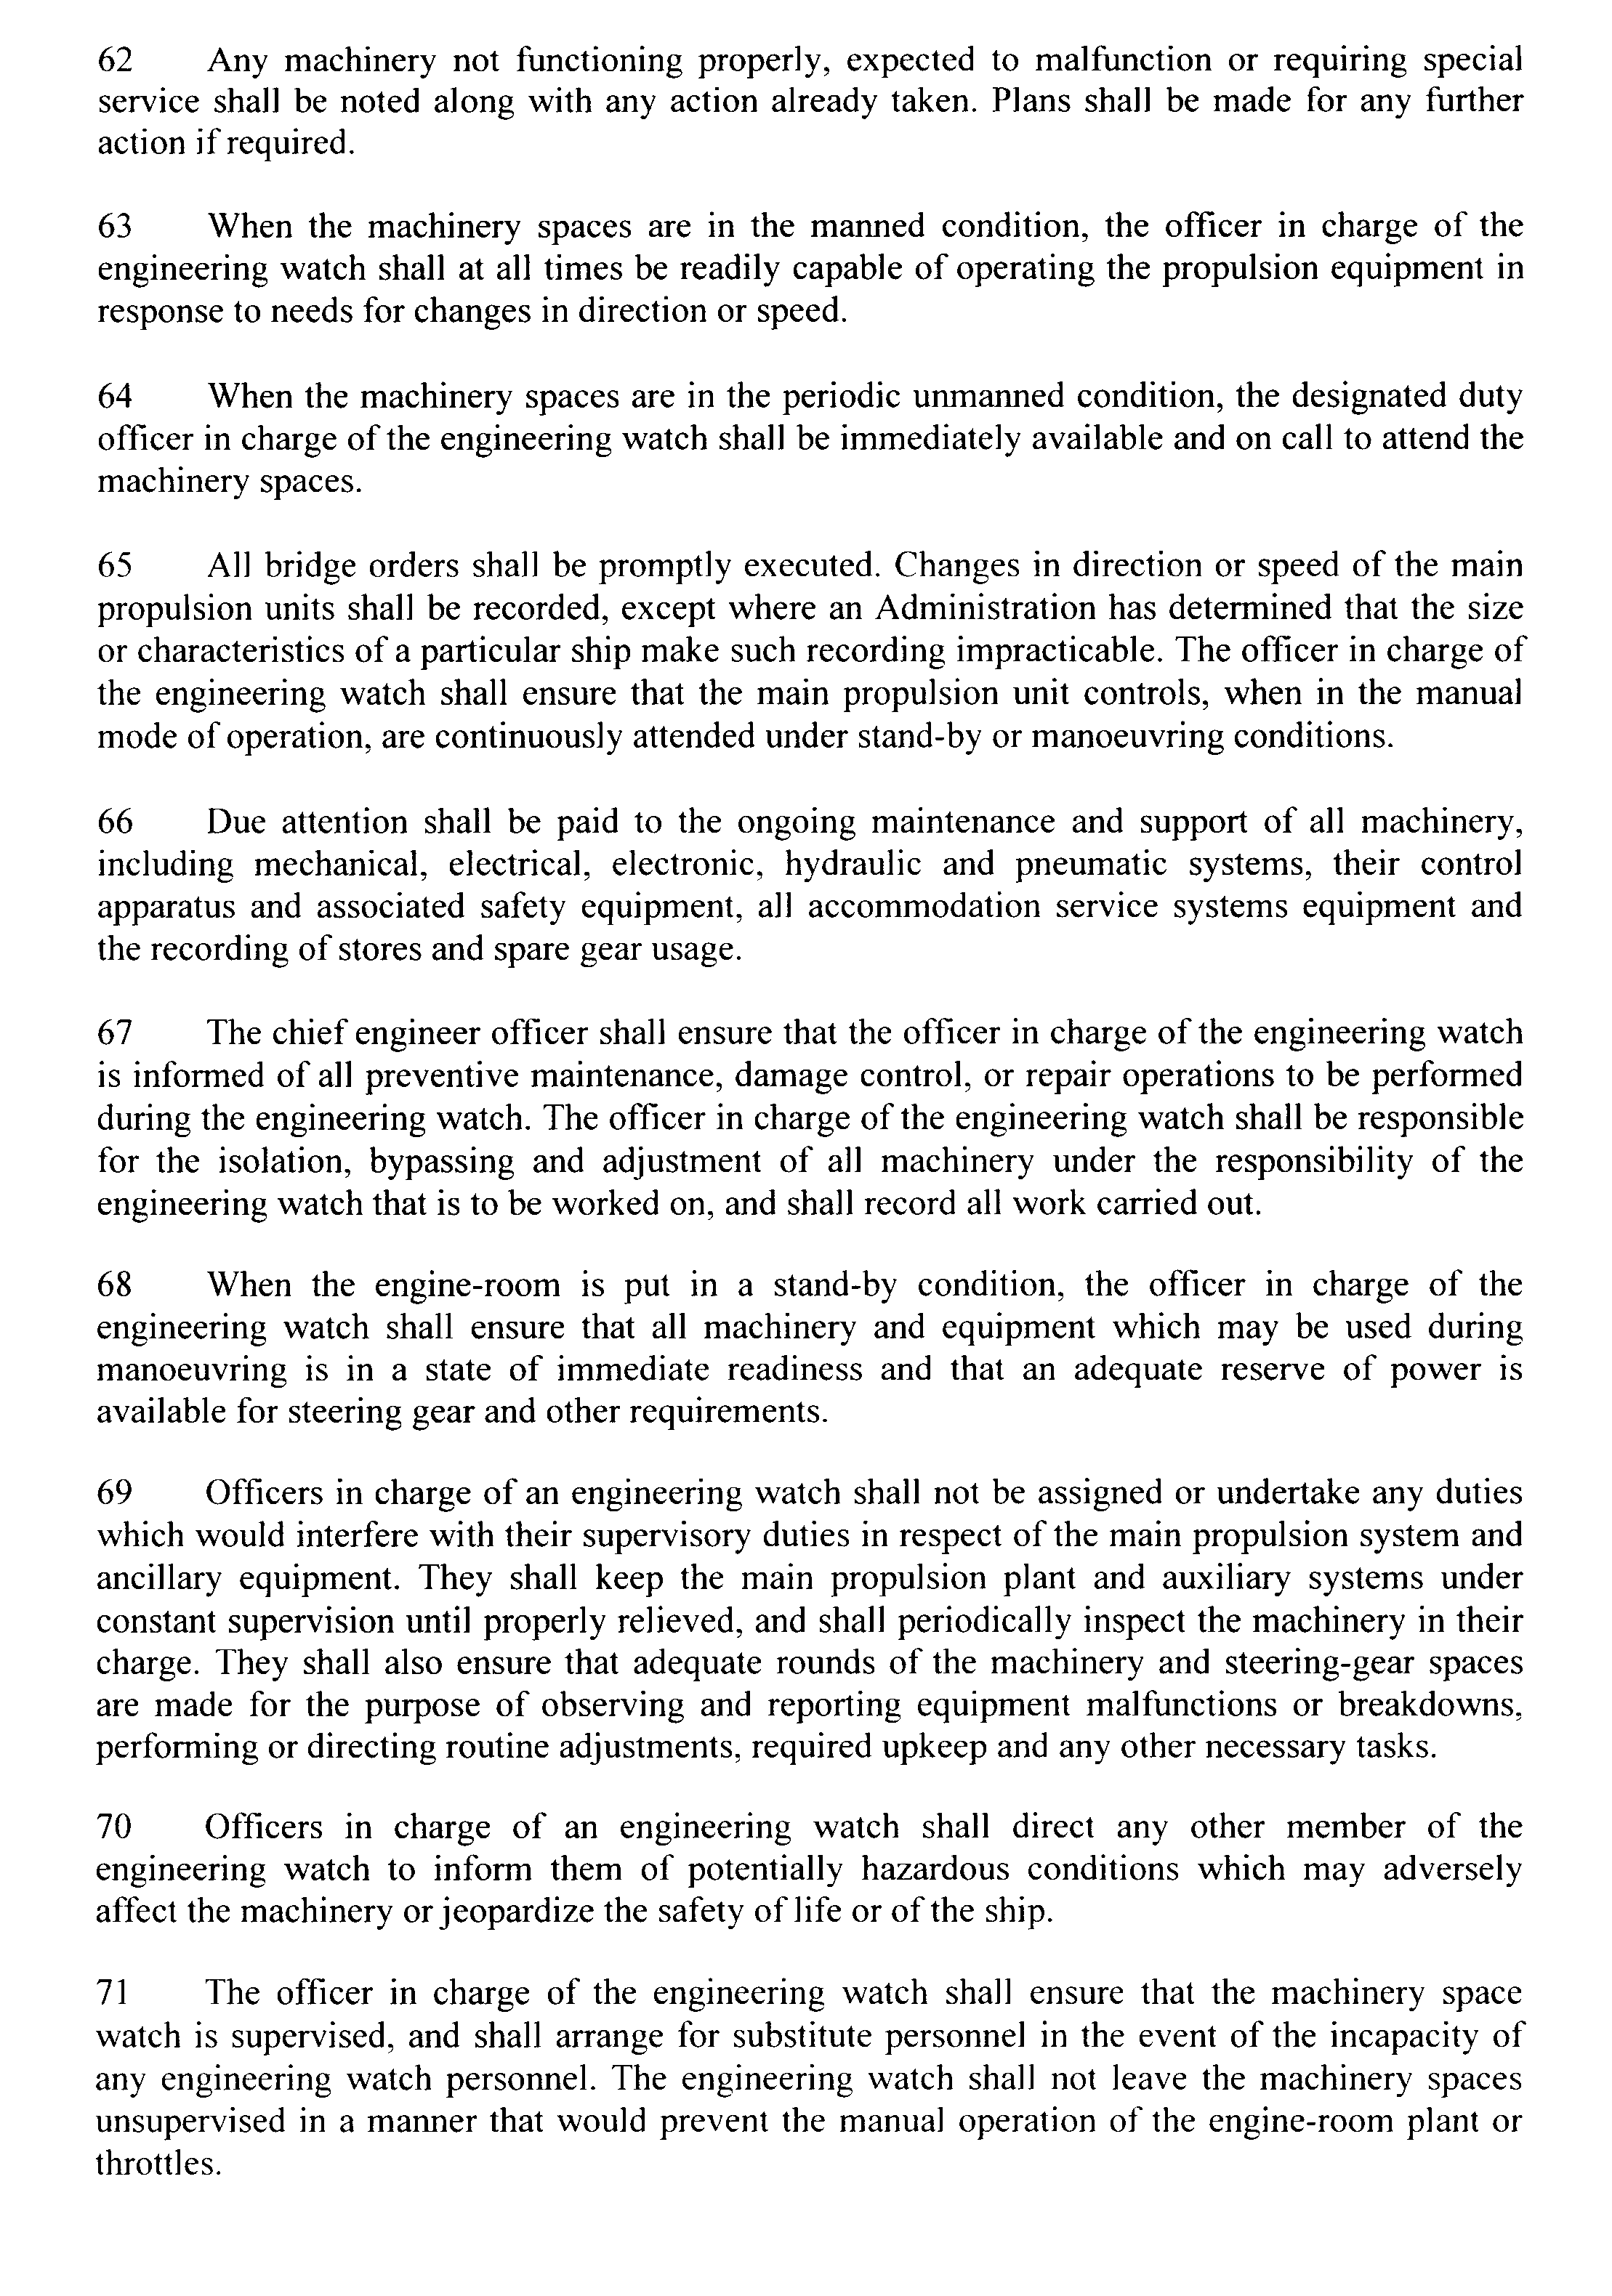 62 Any machinery not functioning properly, expected to malfunction or requiring special
service shall be noted along with any action already taken. Plans shall be made for any further
action if required.
63 When the machinery spaces are in the manned condition, the officer in charge of the
engineering watch shall at all times be readily capable of operating the propulsion equipment in
response to needs for changes in direction or speed.
64 When the machinery spaces are in the periodic unmanned condition, the designated duty
officer in charge of the engineering watch shall be immediately available and on call to attend the
machinery spaces.
65 All bridge orders shall be promptly executed. Changes in direction or speed of the main
propulsion units shall be recorded, except where an Administration has determined that the size
or characteristics of a particular ship make such recording impracticable. The officer in charge of
the engineering watch shall ensure that the main propulsion unit controls, when in the manual
mode of operation, are continuously attended under stand-by or manoeuvring conditions.
66 Due attention shall be paid to the ongoing maintenance and support of all machinery,
including mechanical, electrical, electronic, hydraulic and pneumatic systems, their control
apparatus and associated safety equipment, all accommodation service systems equipment and
the recording of stores and spare gear usage.
67 The chief engineer officer shall ensure that the officer in charge of the engineering watch
is informed of all preventive maintenance, damage control, or repair operations to be performed
during the engineering watch. The officer in charge of the engineering watch shall be responsible
for the isolation, bypassing and adjustment of all machinery under the responsibility of the
engineering watch that is to be worked on, and shall record all work carried out.
68 When the engine-room is put in a stand-by condition, the officer in charge of the
engineering watch shall ensure that all machinery and equipment which may be used during
manoeuvring is in a state of immediate readiness and that an adequate reserve of power is
available for steering gear and other requirements.
69 Officers in charge of an engineering watch shall not be assigned or undertake any duties
which would interfere with their supervisory duties in respect of the main propulsion system and
ancillary equipment. They shall keep the main propulsion plant and auxiliary systems under
constant supervision until properly relieved, and shall periodically inspect the machinery in their
charge. They shall also ensure that adequate rounds of the machinery and steering-gear spaces
are made for the purpose of observing and reporting equipment malfunctions or breakdowns,
performing or directing routine adjustments, required upkeep and any other necessary tasks.
70 Officers in charge of an engineering watch shall direct any other member of the
engineering watch to inform them of potentially hazardous conditions which may adversely
affect the machinery or jeopardize the safety of life or of the ship.
71 The officer in charge of the engineering watch shall ensure that the machinery space
watch is supervised, and shall arrange for substitute personnel in the event of the incapacity of
any engineering watch personnel. The engineering watch shall not leave the machinery spaces
unsupervised in a manner that would prevent the manual operation of the engine-room plant or
throttles.